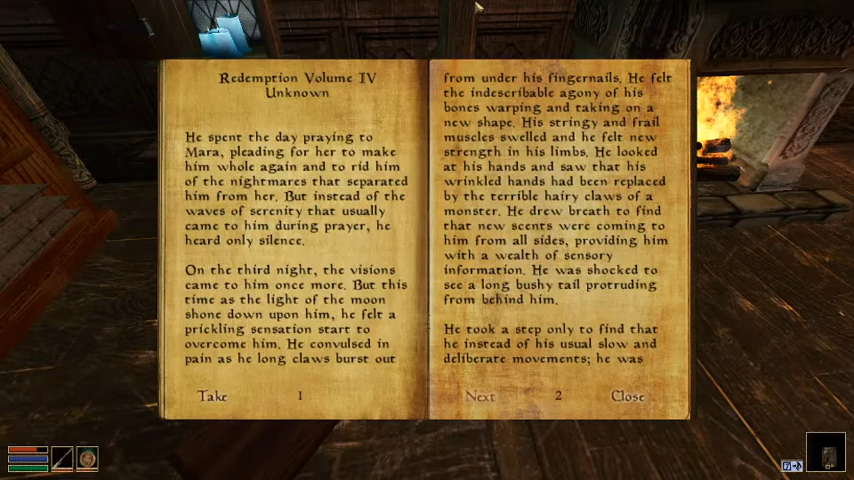 Redemption Volume IV
Unknown
He spent the day praying to
Mara, pleading for her to make
him whole again and to rid him
of the nightmares that separated
him from her. But instead of the
waves of serenity that usually
came to him during prayer, he
heard only silence.
On the third night, the visions
came to him once more. But this
time as the light of the moon
shone down upon him, he felt a
prickling sensation start to
overcome him. He convulsed in
pain as he long claws burst out
Take
1
from under his fingernails. He felt
the indescribable agony of his
bones warping and taking on a
new shape. His stringy and frail
muscles swelled and he felt new
strength in his limbs. He looked
at his hands and saw that his
wrinkled hands had been replaced
by the terrible hairy claws of a
monster. He drew breath to find
that new scents were coming to
him from all sides, providing him
with a wealth of sensory
information. He was shocked to
see a long bushy tail protruding
from behind him.
He took a step only to find that
he instead of his usual slow and
deliberate movements; he was
Next
2
Close